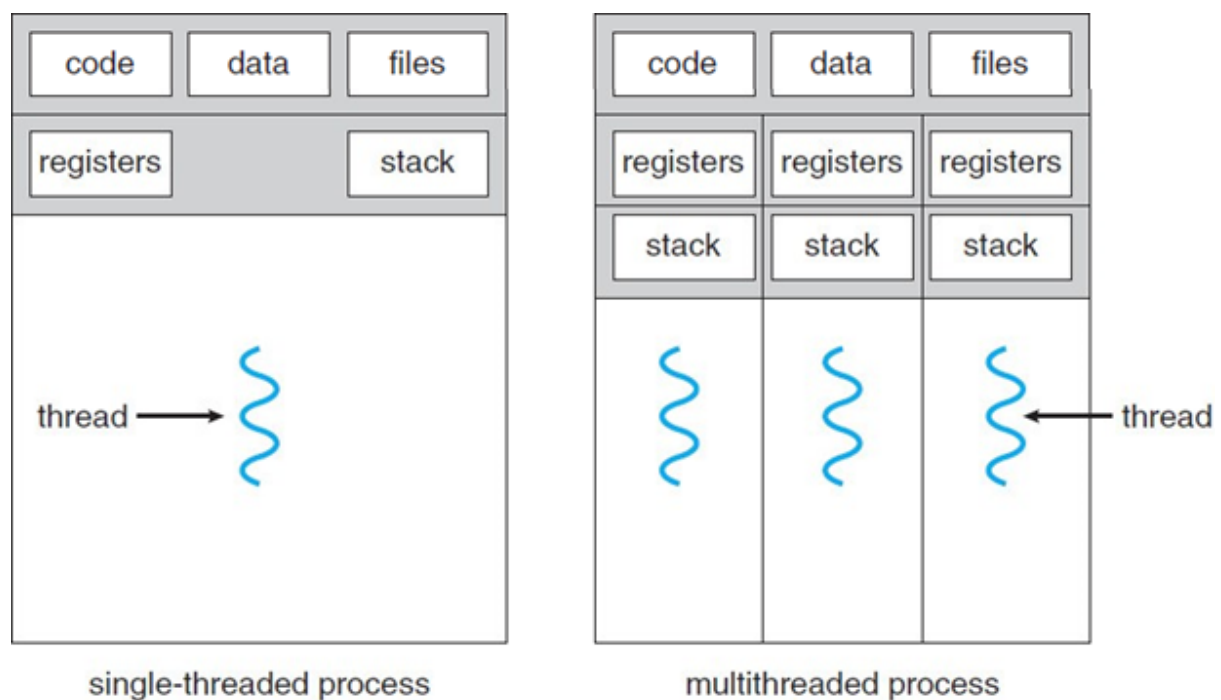 code data files
registers stack
thread
single-threaded process
code data files
registers registers registers
stack stack stack
thread
multithreaded process